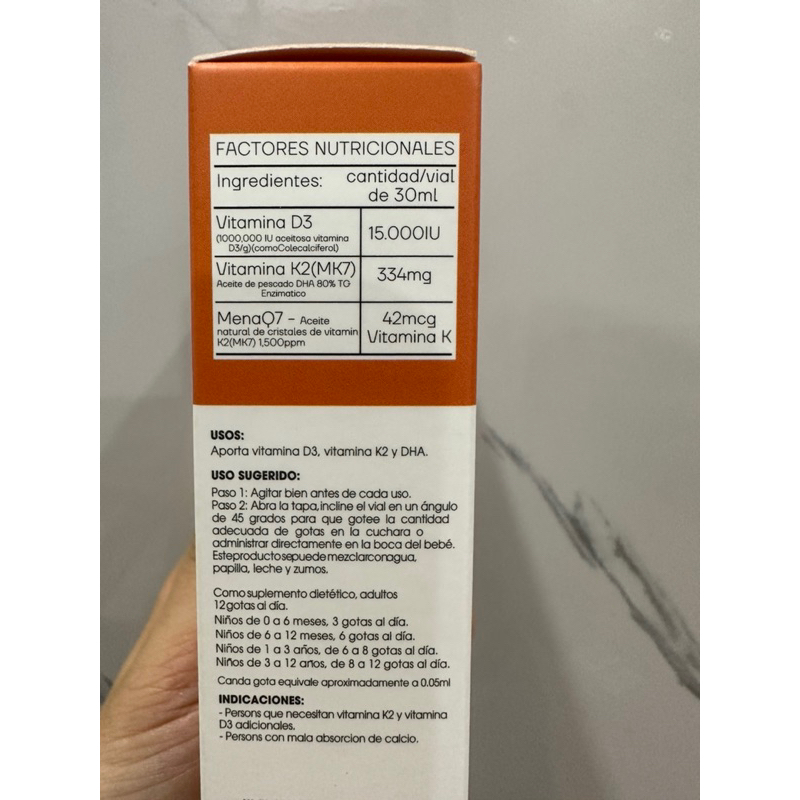 FACTORES NUTRICIONALES
Ingredientes: cantidad/vial
de 30ml
Vitamina D3
(1000.000 IU aceitosa vitamina
D3/g)(comoColecalciferol)
15.000IU
Vitamina K2(MK7)
Aceite de pescado DHA 80% TG
Enzimatico
334mg
MenaQ7 - Aceite
natural de cristales de vitamin
K2(MK7) 1,500ppm
42mcg
Vitamina K
USOS:
Aporta vitamina D3, vitamina K2 y DHA.
USO SUGERIDO:
Paso 1: Agitar bien antes de cada uso.
Paso 2: Abra la tapa,incline el vial en un ángulo
de 45 grados para que gotee la cantidad
adecuada de gotas en la cuchara o
administrar directamente en la boca del bebé.
Esteproductosepuedemezclarconagua,
papilla, leche y zumos.
Como suplemento dietético, adultos
12gotas al día.
Niños de 0 a 6 meses, 3 gotas al día.
Niños de 6 a 12 meses, 6 gotas al día.
Niños de 1 a 3 años, de 6 a 8 gotas al día.
Niños de 3 a 12 años, de 8 a 12 gotas al día.
Canda gota equivale aproximadamente a 0.05ml
INDICACIONES:
- Persons que necesitan vitamina K2 y vitamina
D3 adicionales.
- Persons con mala absorcion de calcio.